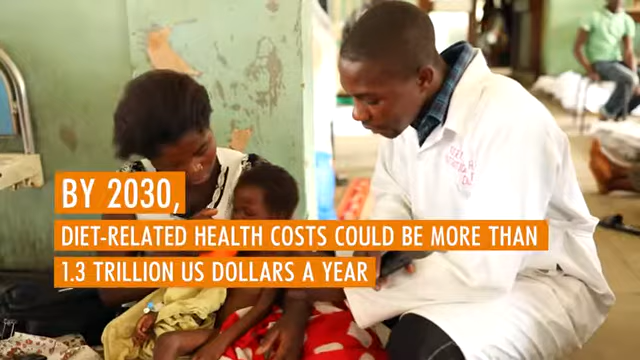 BY 2030,
DIET-RELATED HEALTH COSTS COULD BE MORE THAN
1.3 TRILLION US DOLLARS A YEAR